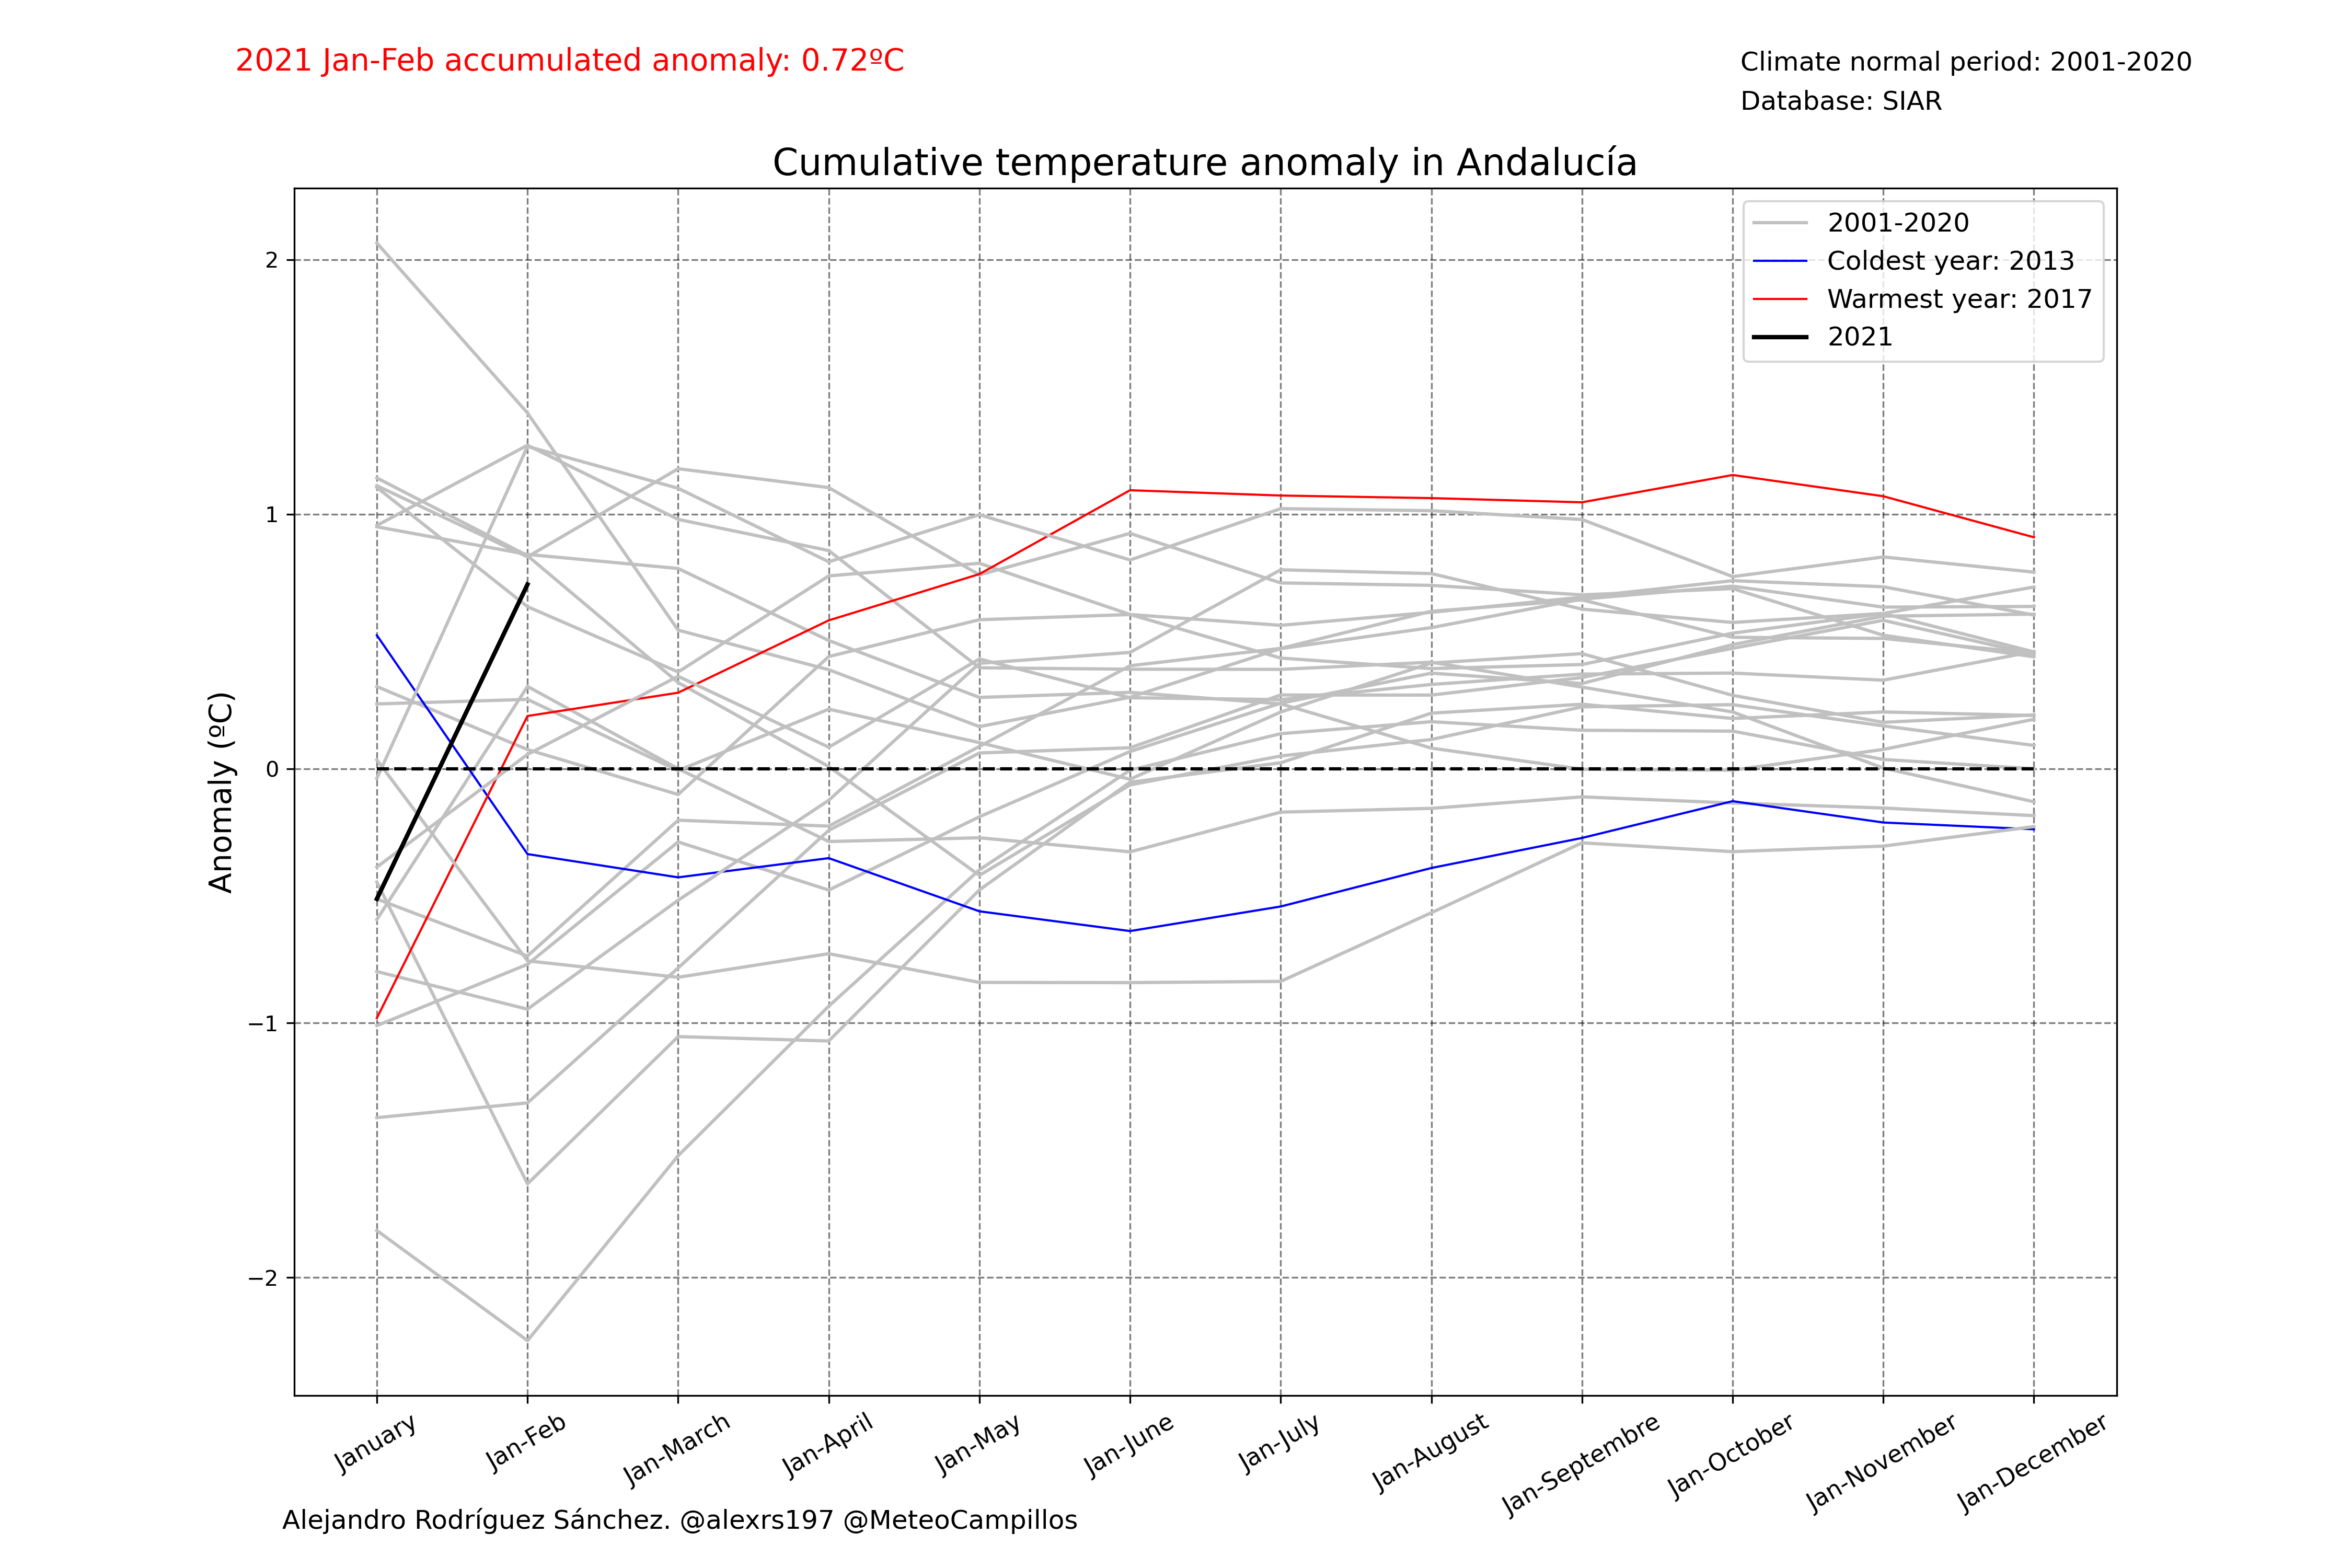 2021 Jan-Feb accumulated anomaly: 0.72ºC
Climate normal period: 2001-2020
Database: SIAR
Cumulative temperature anomaly in Andalucía
2001-2020
Coldest year: 2013
Warmest year: 2017
2021
Anomaly (ºC)
2
1
0
−1
−2
January
Jan-Feb
Jan-March
Jan-April
Jan-May
Jan-June
Jan-July
Jan-August
Jan-Septembre
Jan-October
Jan-November
Jan-December
Alejandro Rodríguez Sánchez. @alexrs197 @MeteoCampillos